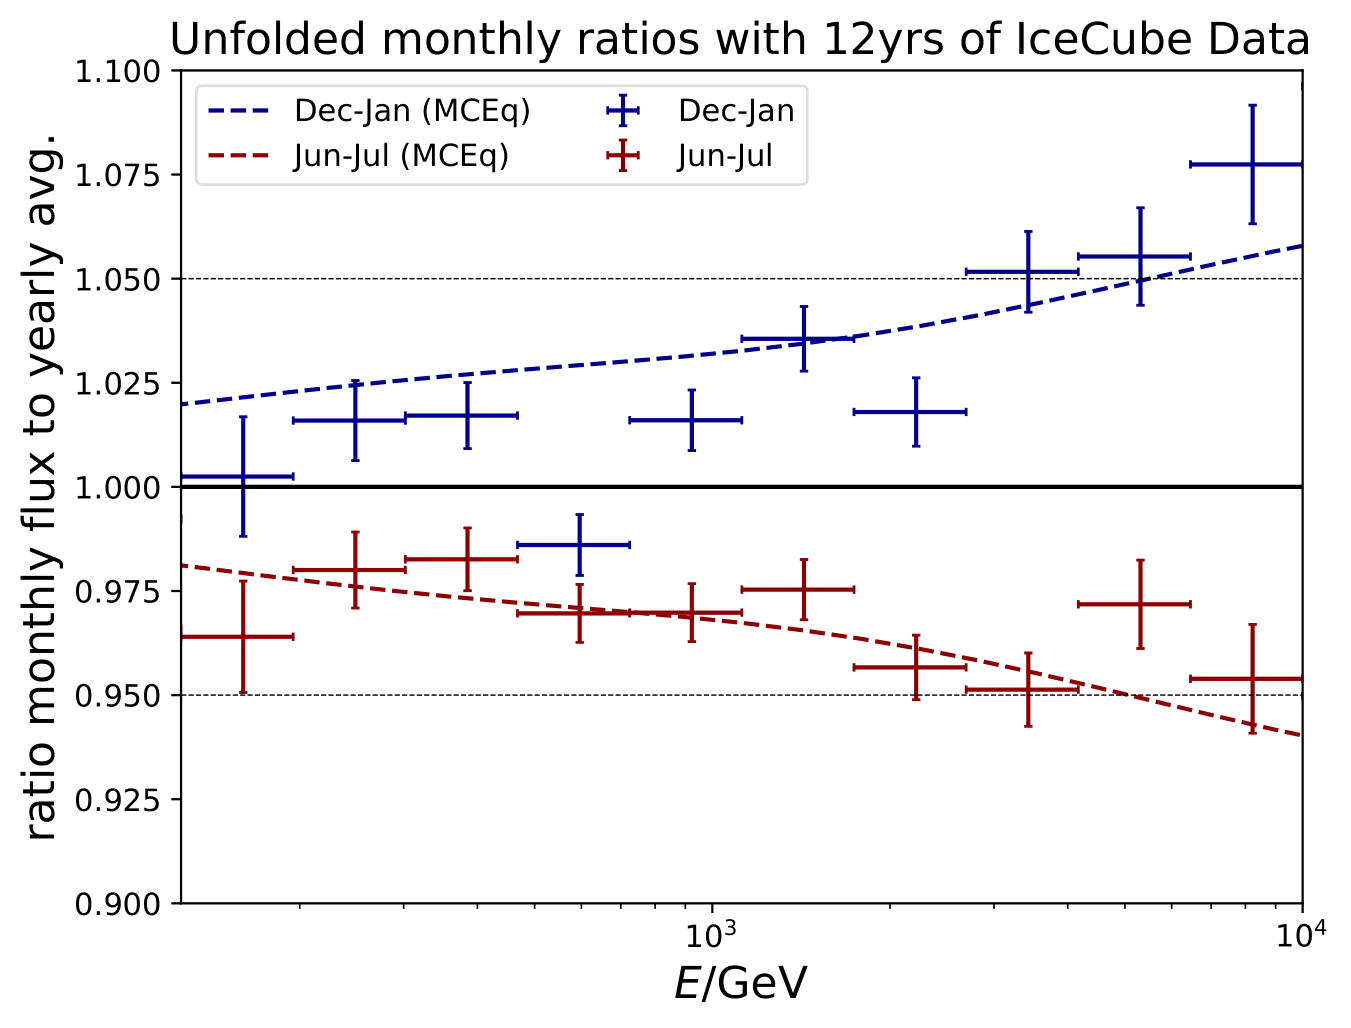 Unfolded monthly ratios with 12yrs of IceCube Data
ratio monthly flux to yearly avg.
1.100
1.075
1.050
1.025
1.000
0.975
0.950
0.925
0.900
Dec-Jan (MCEq)
Jun-Jul (MCEq)
Dec-Jan
Jun-Jul
10³
10⁴
E/GeV